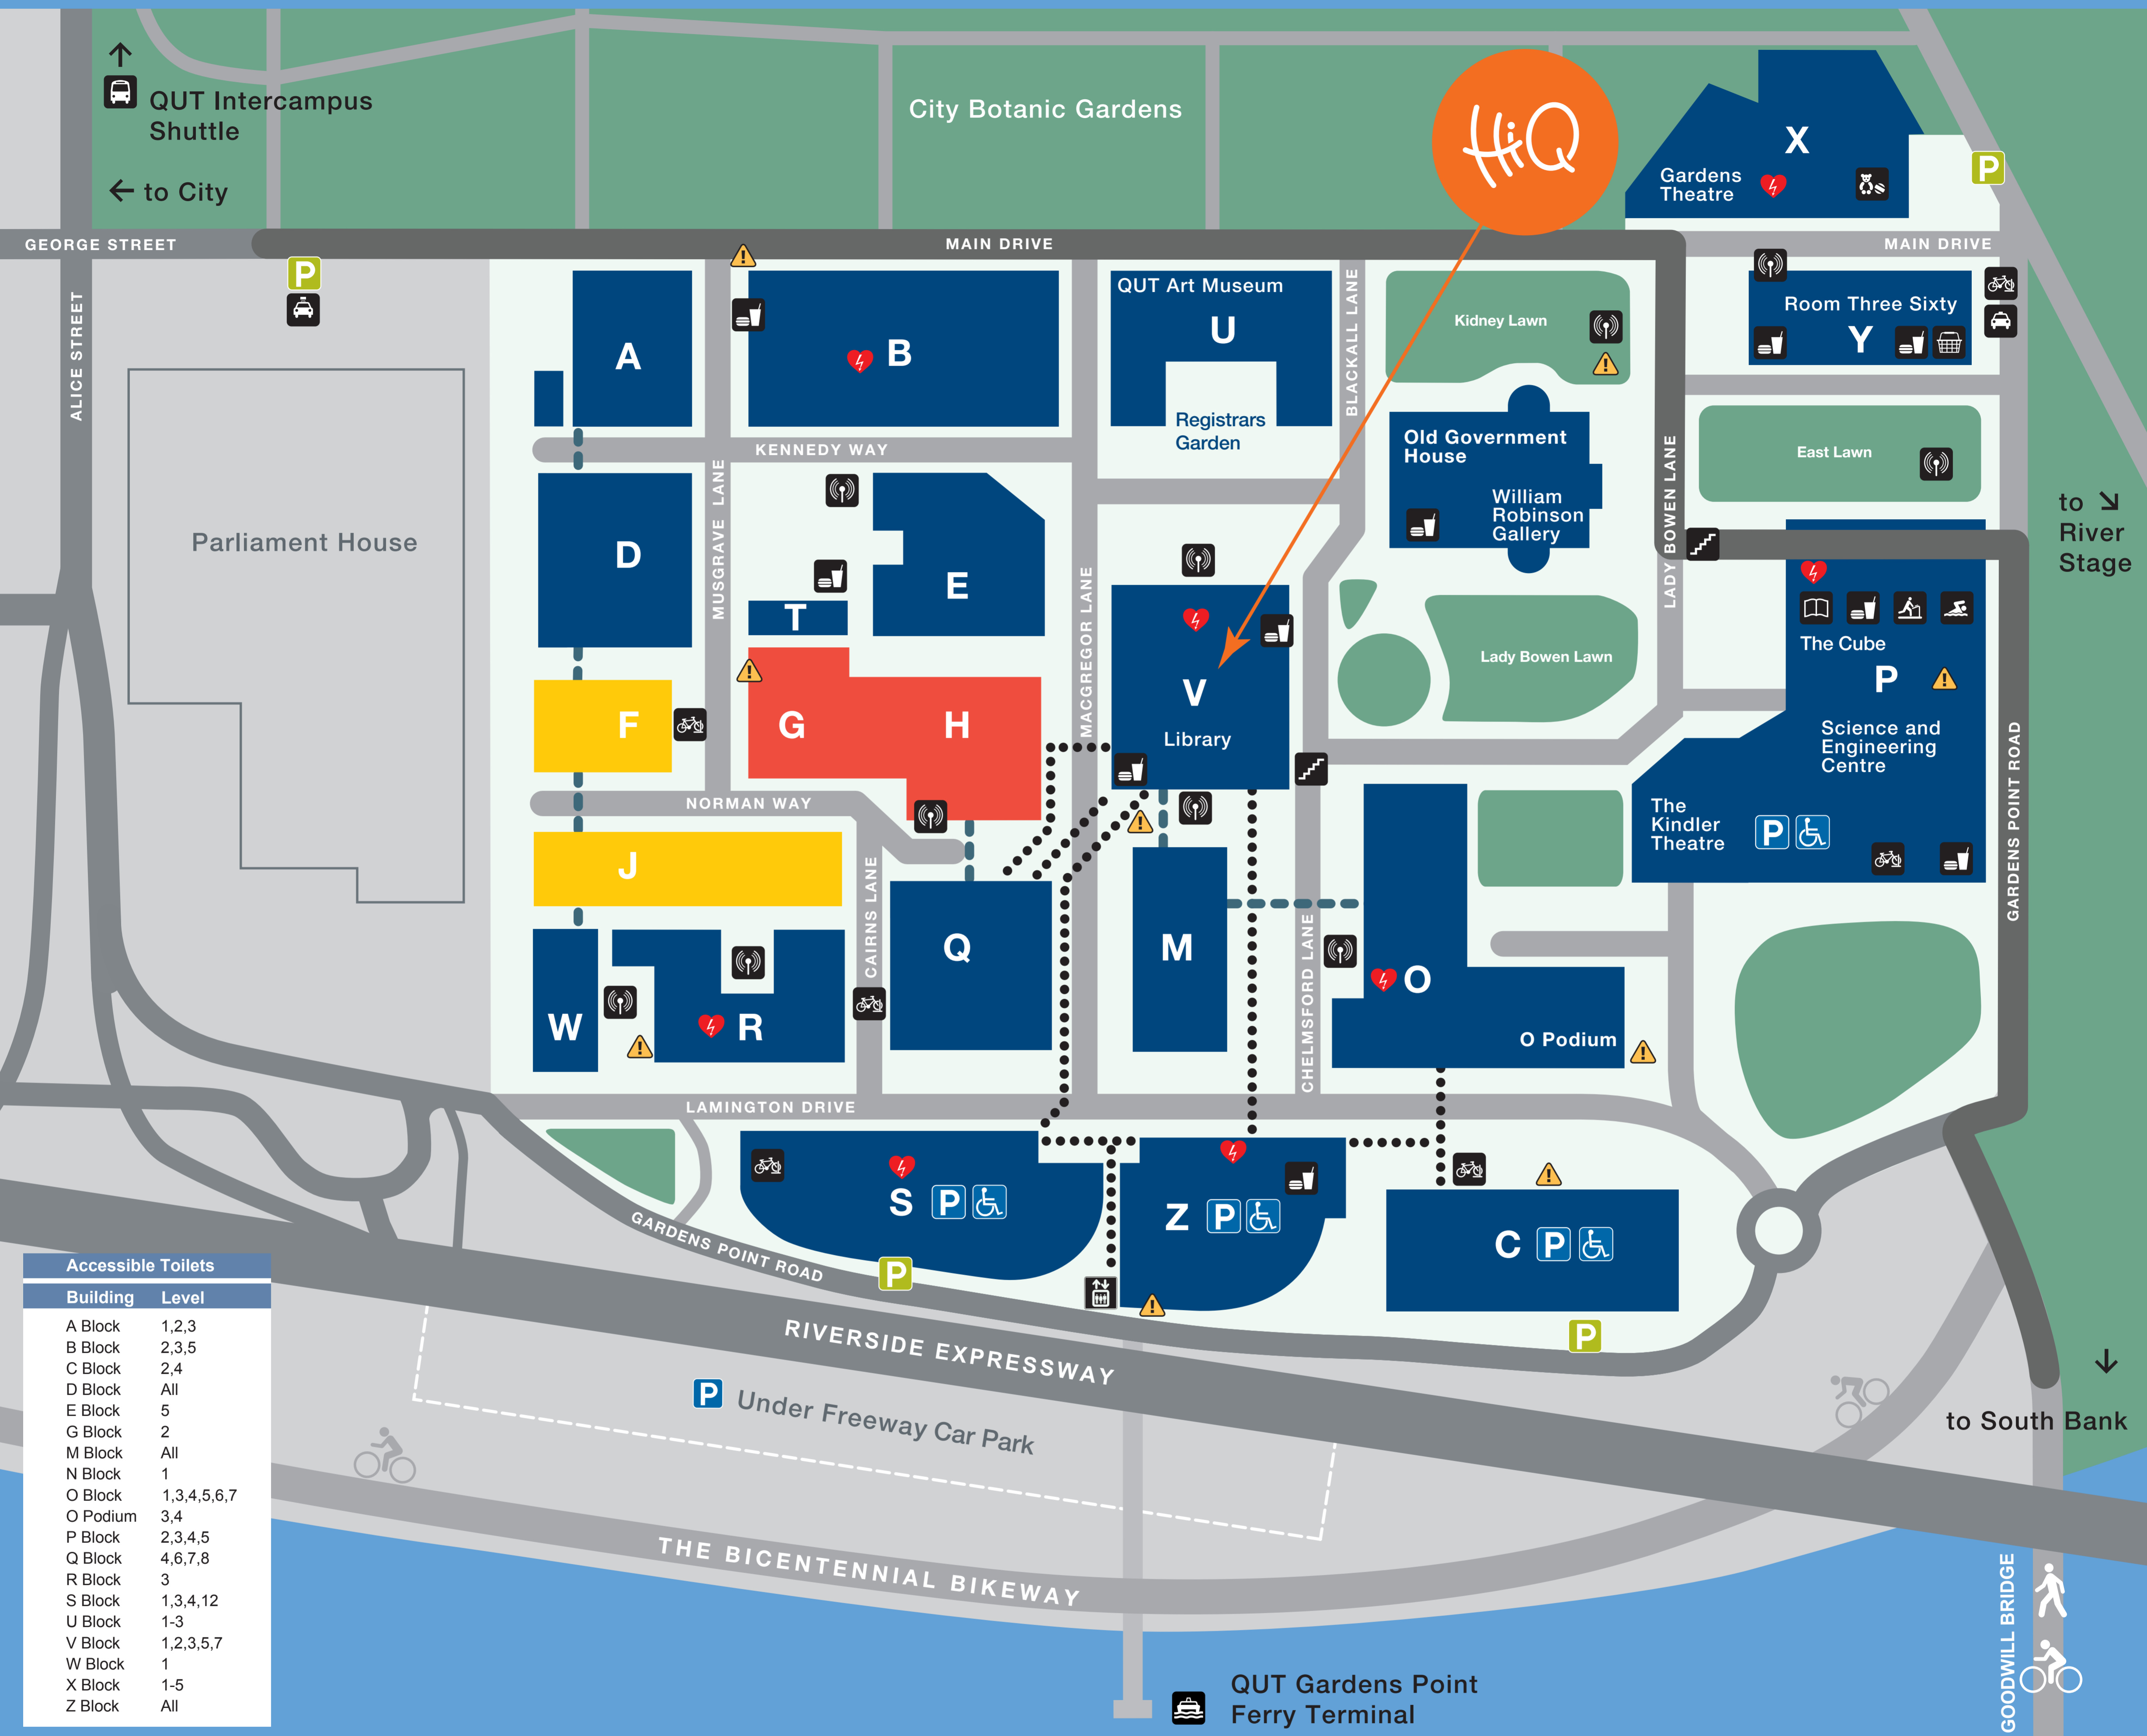 QUT Intercampus
Shuttle
← to City
City Botanic Gardens
HiQ
X
Gardens
Theatre
P
GEORGE STREET
MAIN DRIVE
MAIN DRIVE
P
ALICE STREET
Parliament House
A
B
QUT Art Museum
U
Registrars
Garden
BLACKALL LANE
Kidney Lawn
Room Three Sixty
Y
KENNEDY WAY
Old Government
House
William
Robinson
Gallery
LADY BOWEN LANE
East Lawn
to ↘
River
Stage
D
MUSGRAVE LANE
E
T
MACGREGOR LANE
V
Library
Lady Bowen Lawn
The Cube
P
Science and
Engineering
Centre
The
Kindler
Theatre
P
GARDENS POINT ROAD
F
G
H
NORMAN WAY
J
CAIRNS LANE
Q
M
CHELMSFORD LANE
O
O Podium
W
R
LAMINGTON DRIVE
S P
Z P
C P
GARDENS POINT ROAD
P
P
RIVERSIDE EXPRESSWAY
P Under Freeway Car Park
THE BICENTENNIAL BIKEWAY
to South Bank
GOODWILL BRIDGE
QUT Gardens Point
Ferry Terminal
Accessible Toilets
Building Level
A Block 1,2,3
B Block 2,3,5
C Block 2,4
D Block All
E Block 5
G Block 2
M Block All
N Block 1
O Block 1,3,4,5,6,7
O Podium 3,4
P Block 2,3,4,5
Q Block 4,6,7,8
R Block 3
S Block 1,3,4,12
U Block 1-3
V Block 1,2,3,5,7
W Block 1
X Block 1-5
Z Block All